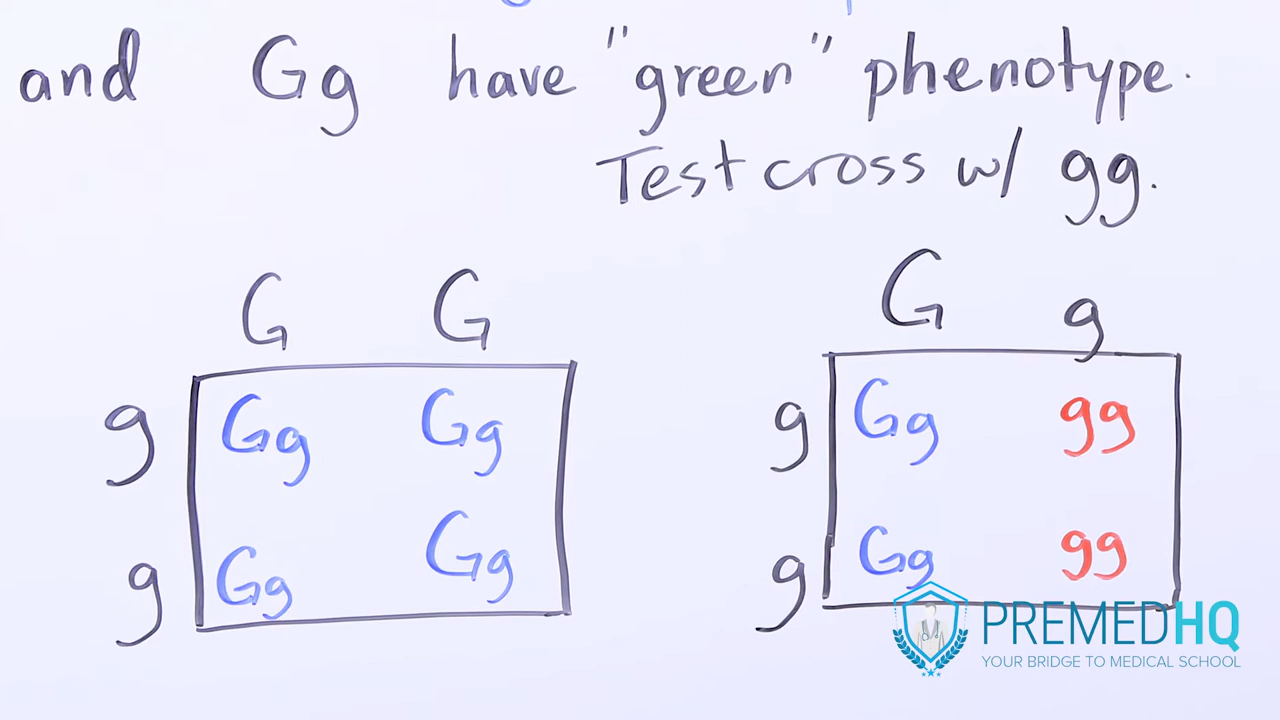 and Gg have "green" phenotype.
Test cross w/ gg.
G G
g Gg Gg
g Gg Gg
G g
g Gg gg
g Gg gg
PREMEDHQ
YOUR BRIDGE TO MEDICAL SCHOOL